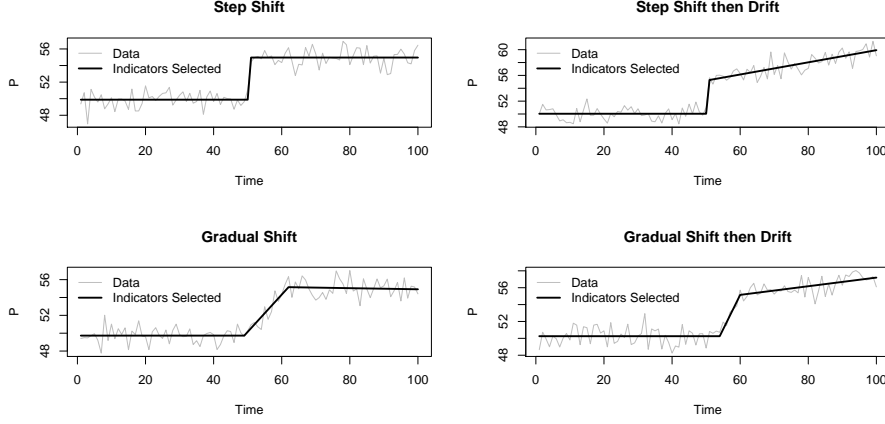 Step Shift
P
56
52
48
Data
Indicators Selected
0 20 40 60 80 100
Time
Step Shift then Drift
P
60
56
52
48
Data
Indicators Selected
0 20 40 60 80 100
Time
Gradual Shift
P
56
52
48
Data
Indicators Selected
0 20 40 60 80 100
Time
Gradual Shift then Drift
P
56
52
48
Data
Indicators Selected
0 20 40 60 80 100
Time